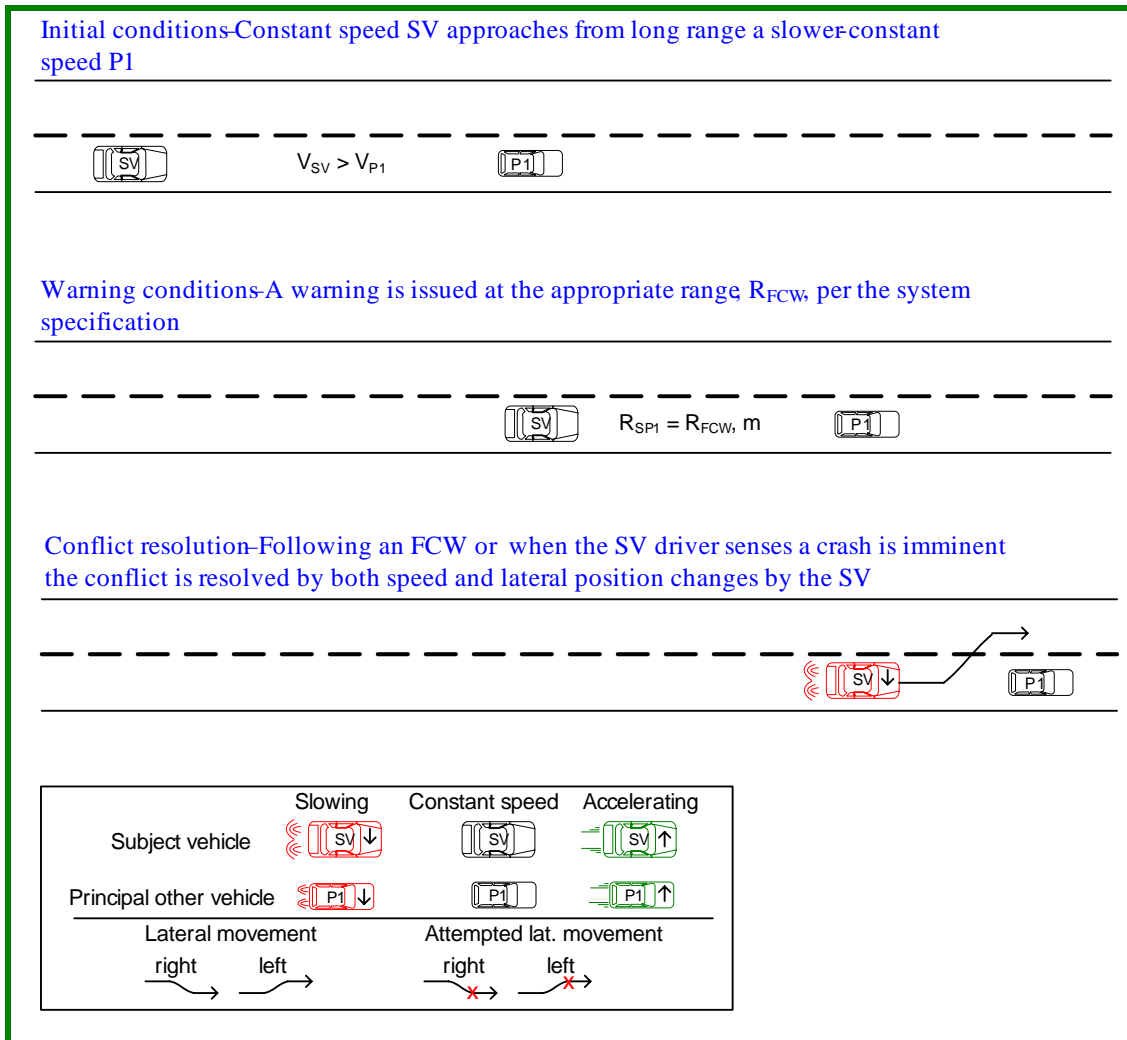 Initial conditions–Constant speed SV approaches from long range a slower-constant
speed P1
SV V_SV > V_P1 P1
Warning conditions-A warning is issued at the appropriate range, R_FCW, per the system
specification
SV R_SP1 = R_FCW, m P1
Conflict resolution–Following an FCW or when the SV driver senses a crash is imminent
the conflict is resolved by both speed and lateral position changes by the SV
SV P1
Slowing Constant speed Accelerating
Subject vehicle SV SV SV
Principal other vehicle P1 P1 P1
Lateral movement Attempted lat. movement
right left right left
x x